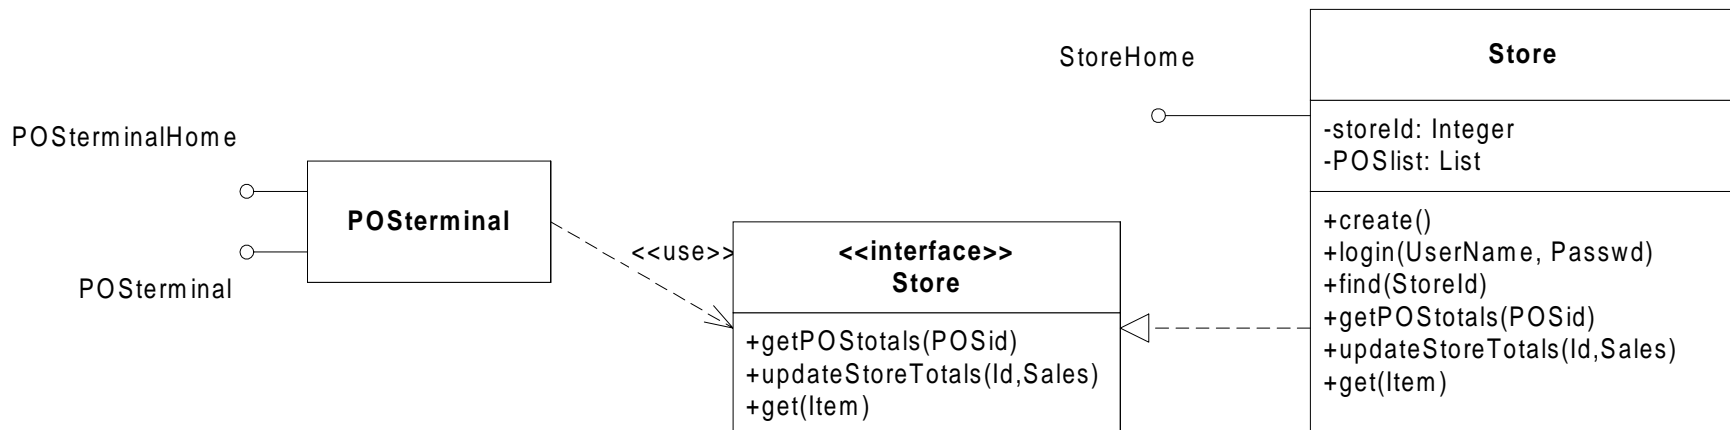 POSterminalHome
POSterminal
POSterminal
<<use>>
<<interface>>
Store
+getPOStotals(POSid)
+updateStoreTotals(Id,Sales)
+get(Item)
StoreHome
Store
-storeId: Integer
-POSlist: List
+create()
+login(UserName, Passwd)
+find(StoreId)
+getPOStotals(POSid)
+updateStoreTotals(Id,Sales)
+get(Item)